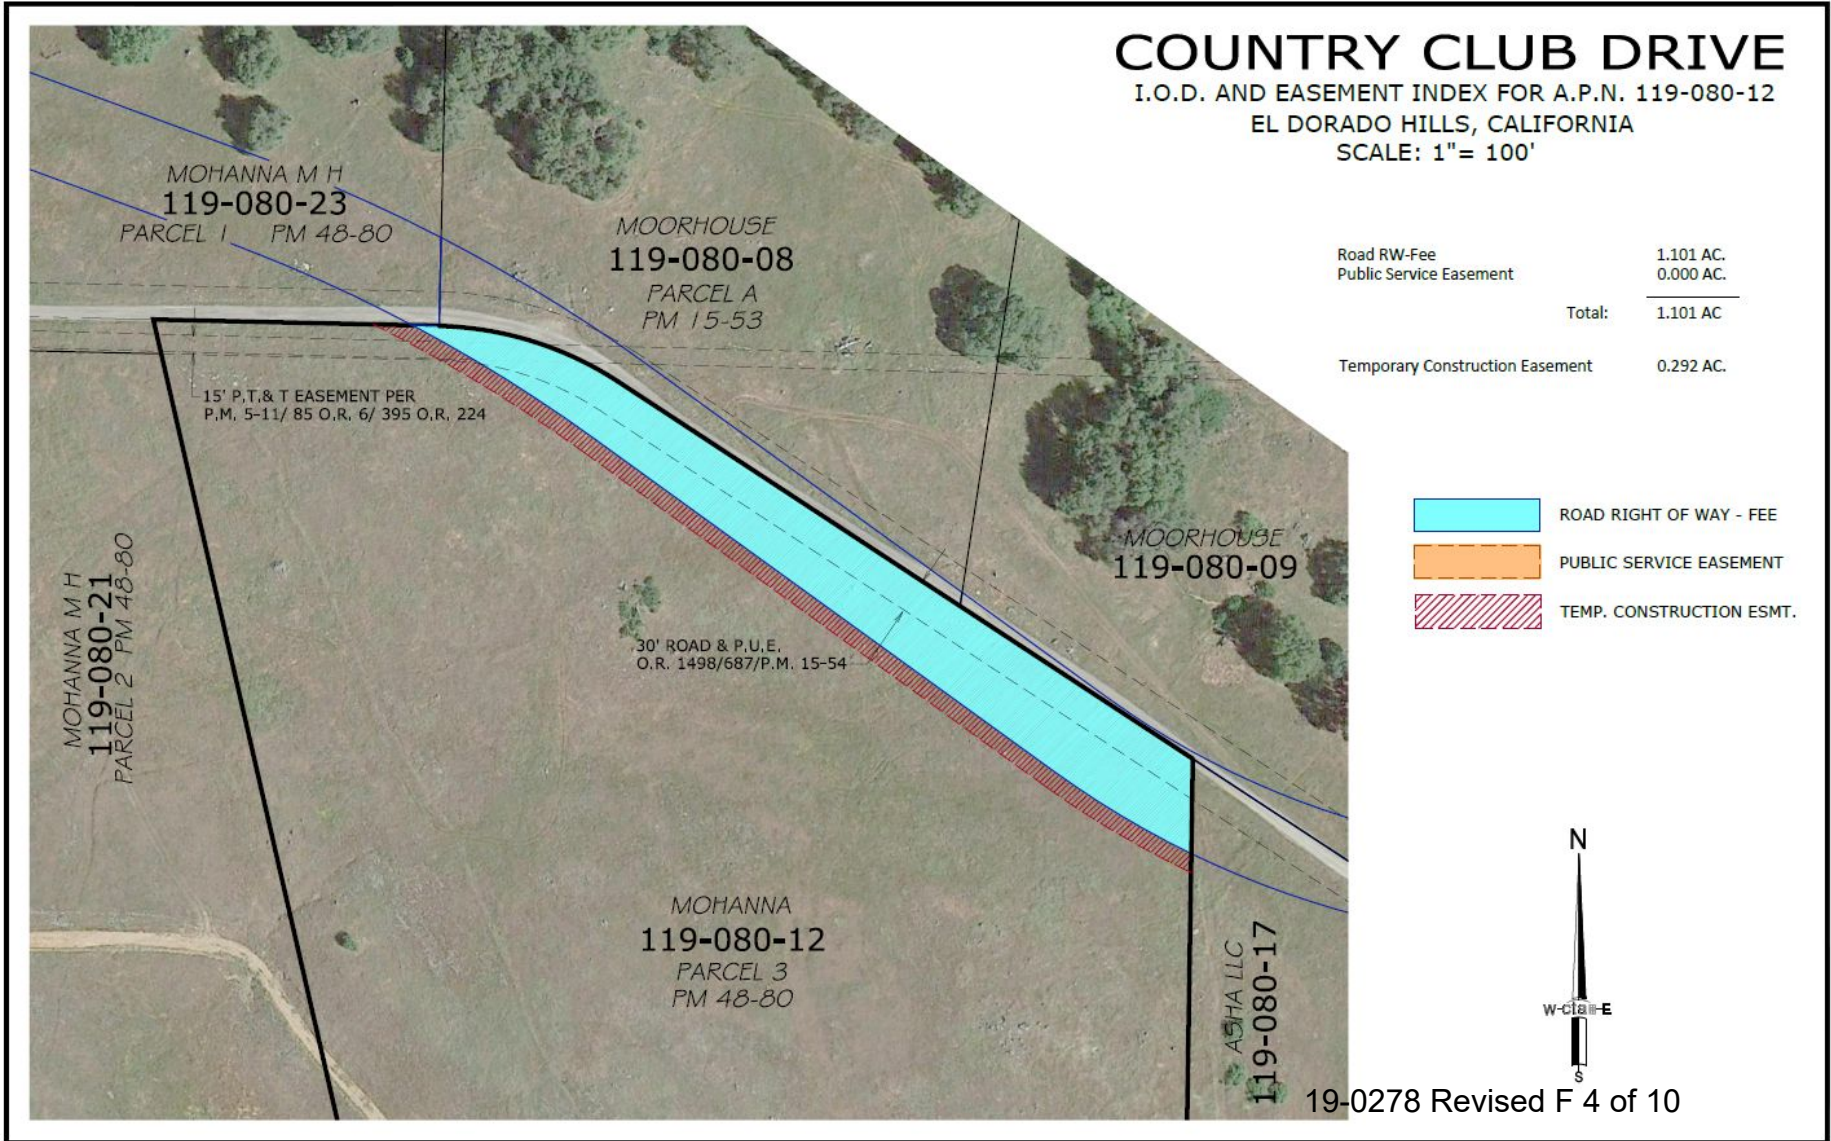 COUNTRY CLUB DRIVE
I.O.D. AND EASEMENT INDEX FOR A.P.N. 119-080-12
EL DORADO HILLS, CALIFORNIA
SCALE: 1"= 100'
Road RW-Fee 1.101 AC.
Public Service Easement 0.000 AC.
Total: 1.101 AC
Temporary Construction Easement 0.292 AC.
ROAD RIGHT OF WAY - FEE
PUBLIC SERVICE EASEMENT
TEMP. CONSTRUCTION ESMT.
MOHANNA M H
119-080-23
PARCEL 1 PM 48-80
MOORHOUSE
119-080-08
PARCEL A
PM 15-53
15' P.T.& T EASEMENT PER
P.M. 5-11/ 85 O.R. 6/ 395 O.R. 224
MOORHOUSE
119-080-09
30' ROAD & P.U.E.
O.R. 1498/687/P.M. 15-54
MOHANNA M H
119-080-21
PARCEL 2 PM 48-80
MOHANNA
119-080-12
PARCEL 3
PM 48-80
ASHA LLC
119-080-17
N
W
E
S
19-0278 Revised F 4 of 10